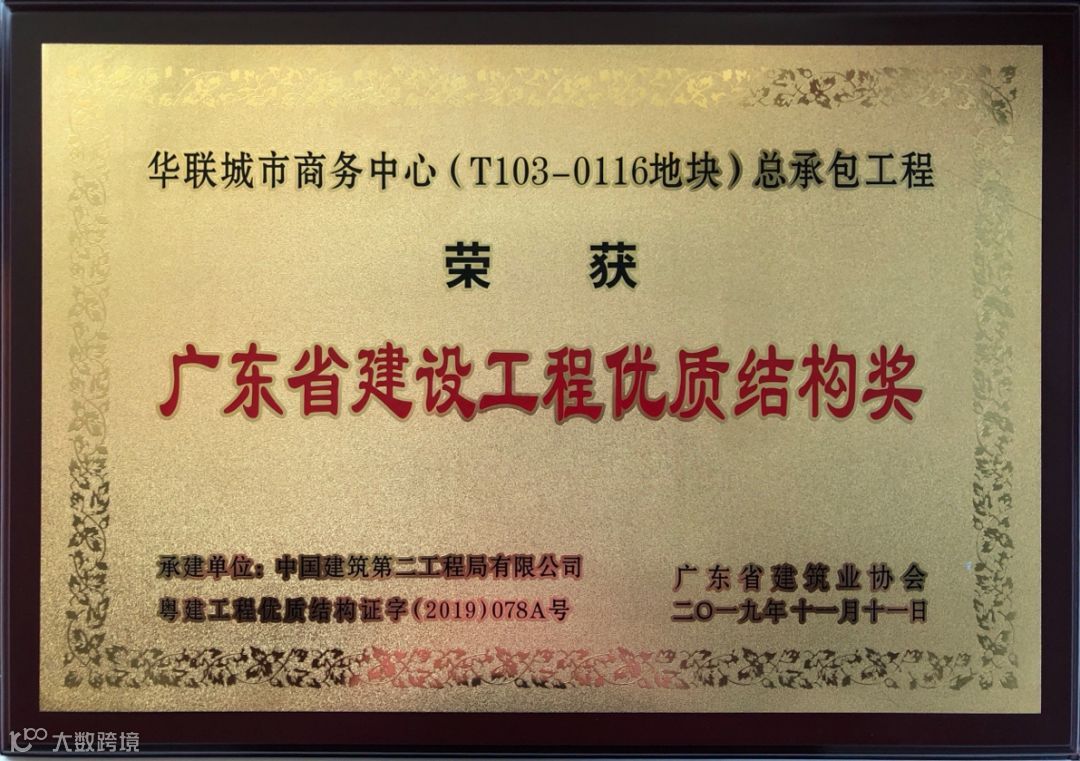 华联城市商务中心(T103-0116地块)总承包工程
荣 获
广东省建设工程优质结构奖
承建单位：中国建筑第二工程局有限公司
粤建工程优质结构证字(2019)078A号
广东省建筑业协会
二〇一九年十一月十一日
大数跨境